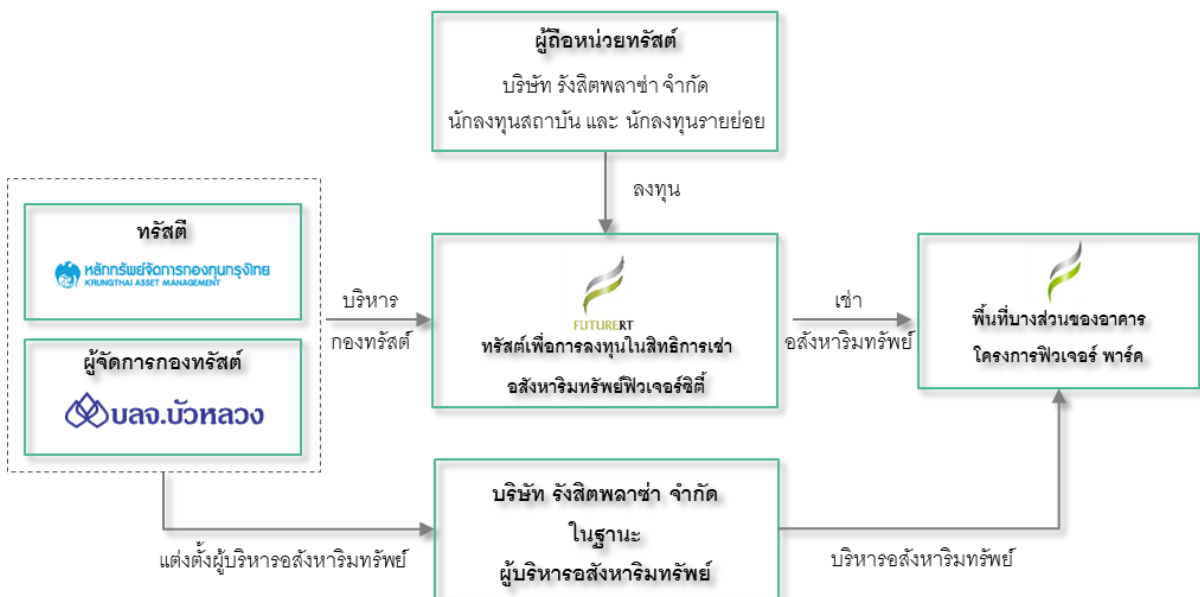 ผู้ถือหน่วยทรัสต์
บริษัท รังสิตพลาซ่า จำกัด
นักลงทุนสถาบัน และ นักลงทุนรายย่อย
ลงทุน
ทรัสตี
หลักทรัพย์จัดการกองทุนกรุงไทย
KRUNGTHAI ASSET MANAGEMENT
ผู้จัดการกองทรัสต์
บลจ.บัวหลวง
บริหาร
กองทรัสต์
FUTURERT
ทรัสต์เพื่อการลงทุนในสิทธิการเช่า
อสังหาริมทรัพย์ฟิวเจอร์ซิตี้
เช่า
อสังหาริมทรัพย์
พื้นที่บางส่วนของอาคาร
โครงการฟิวเจอร์ พาร์ค
แต่งตั้งผู้บริหารอสังหาริมทรัพย์
บริษัท รังสิตพลาซ่า จำกัด
ในฐานะ
ผู้บริหารอสังหาริมทรัพย์
บริหารอสังหาริมทรัพย์